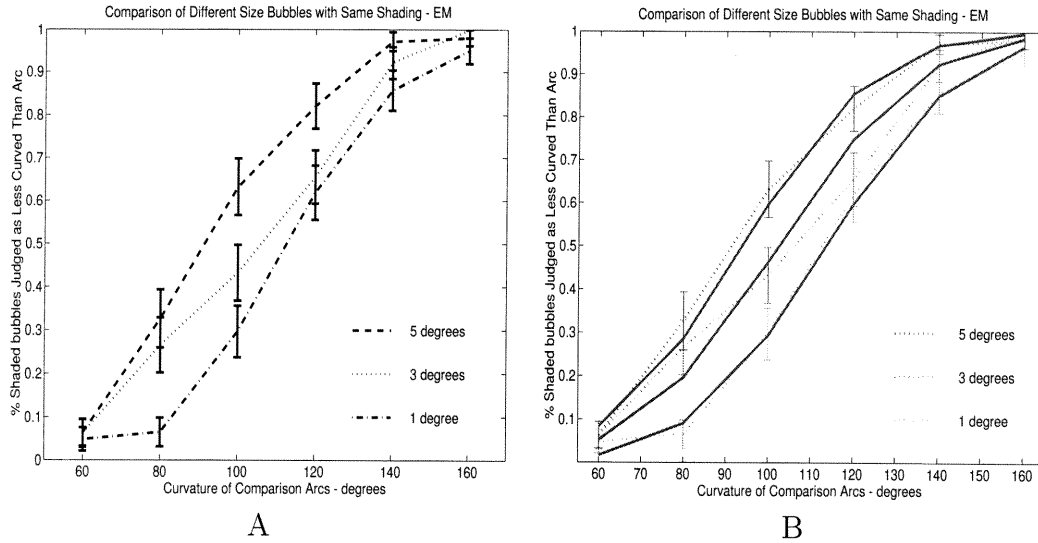 Comparison of Different Size Bubbles with Same Shading - EM
% Shaded bubbles Judged as Less Curved Than Arc
1
0.9
0.8
0.7
0.6
0.5
0.4
0.3
0.2
0.1
0
5 degrees
3 degrees
1 degree
60 80 100 120 140 160
Curvature of Comparison Arcs - degrees
A
Comparison of Different Size Bubbles with Same Shading - EM
% Shaded bubbles Judged as Less Curved Than Arc
1
0.9
0.8
0.7
0.6
0.5
0.4
0.3
0.2
0.1
5 degrees
3 degrees
1 degree
60 70 80 90 100 110 120 130 140 150 160
Curvature of Comparison Arcs - degrees
B